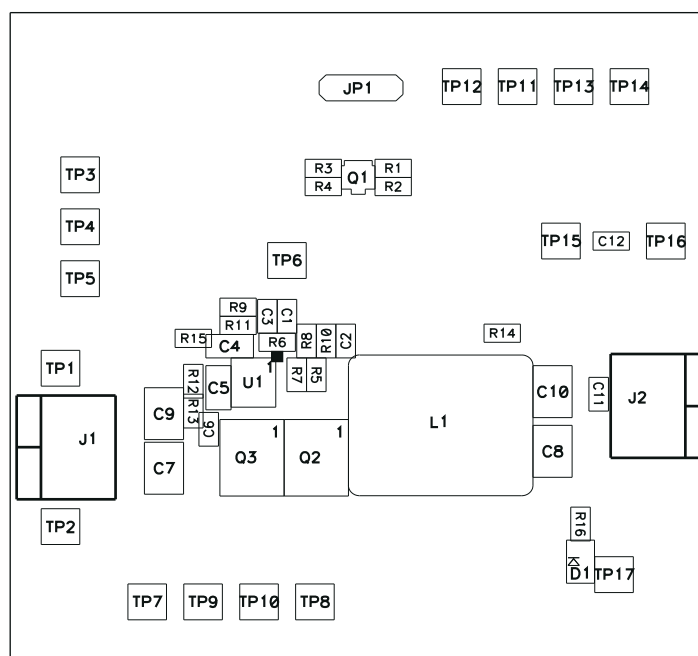 JP1
TP12 TP11 TP13 TP14
R3 R1
Q1
R4 R2
TP3
TP4
TP5
TP6
TP15 C12 TP16
R9
R11
C3
C1
R15
C4
R6
R8
R10
C2
R14
TP1
R12
C5
U1
1
R7
R5
C9
R13
C6
C10
C11
J2
J1
L1
C7
Q3
1
Q2
1
C8
TP2
R16
D1
TP17
TP7 TP9 TP10 TP8